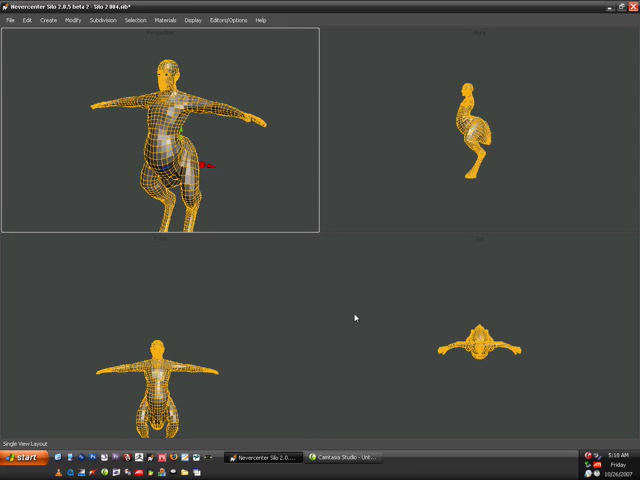 Nevercenter Silo 2.0.5 beta 2 - Silo 2 004.sib*
File Edit Create Modify Subdivision Selection Materials Display Editors/Options Help
Perspective
Right
Front
Top
Single View Layout
start
Nevercenter Silo 2.0....
Camtasia Studio - Unt...
5:18 AM
Friday
10/26/2007